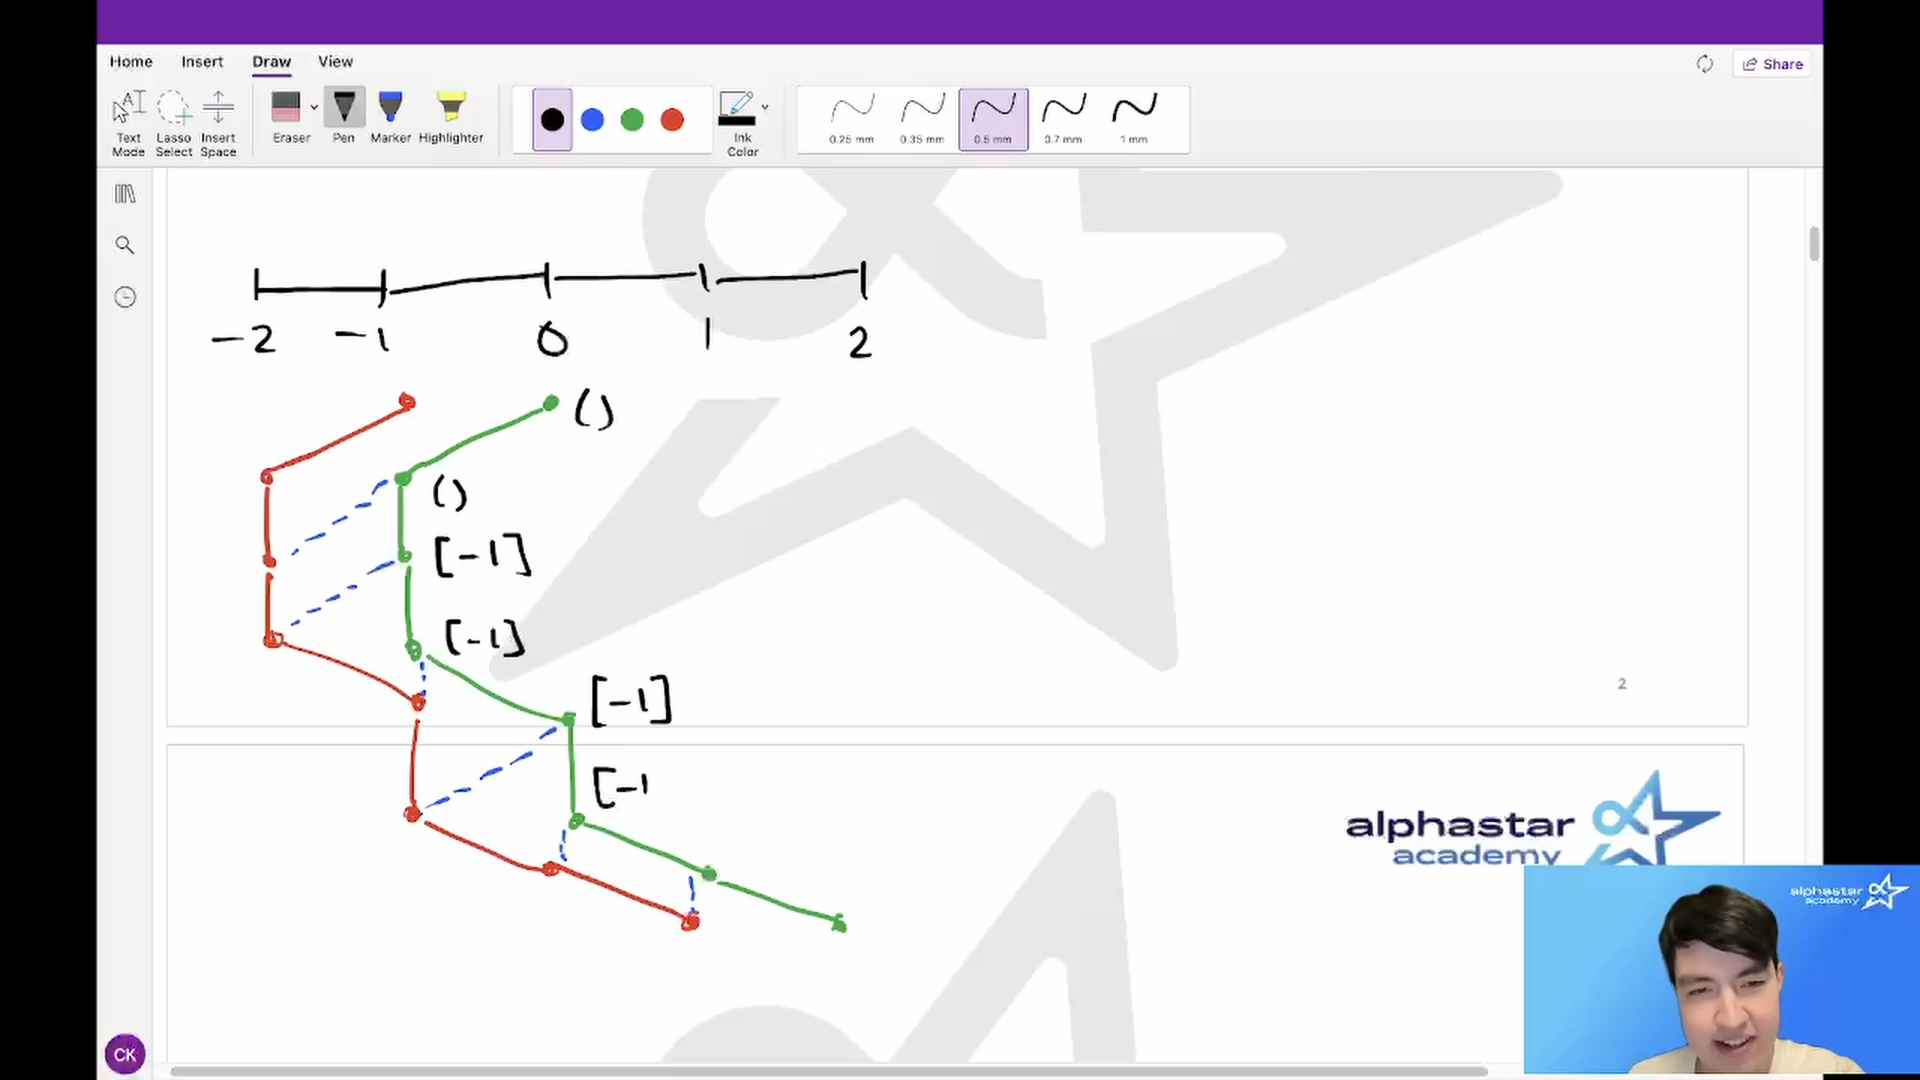 Home Insert Draw View
Share
Text Mode
Lasso Select
Insert Space
Eraser
Pen
Marker
Highlighter
Ink Color
0.25 mm
0.35 mm
0.5 mm
0.7 mm
1 mm
-2 -1 0 1 2
()
()
[-1]
[-1]
[-1]
[-1
2
alphastar
academy
alphastar
academy
CK